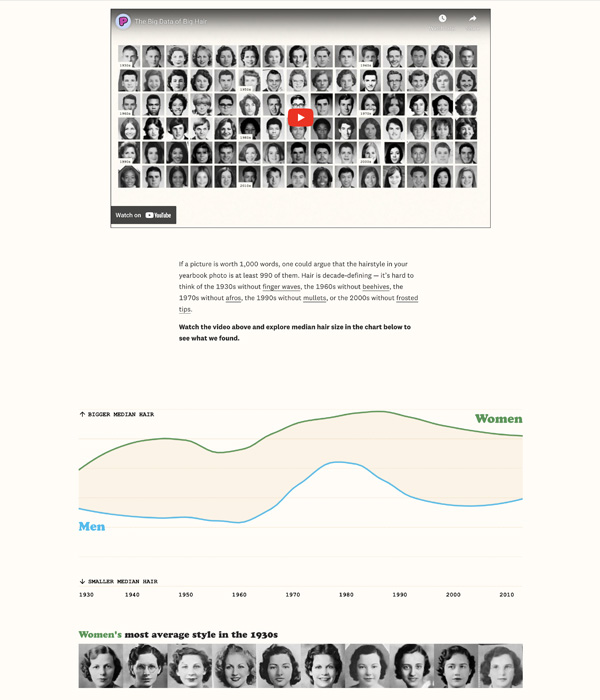 The Big Data of Big Hair
1930s
1940s
1950s
1960s
1970s
1990s
2000s
2010s
Watch on YouTube
If a picture is worth 1,000 words, one could argue that the hairstyle in your
yearbook photo is at least 990 of them. Hair is decade-defining — it's hard to
think of the 1930s without finger waves, the 1960s without beehives, the
1970s without afros, the 1990s without mullets, or the 2000s without frosted
tips.
Watch the video above and explore median hair size in the chart below to
see what we found.
↑ BIGGER MEDIAN HAIR
Women
Men
↓ SMALLER MEDIAN HAIR
1930 1940 1950 1960 1970 1980 1990 2000 2010
Women's most average style in the 1930s